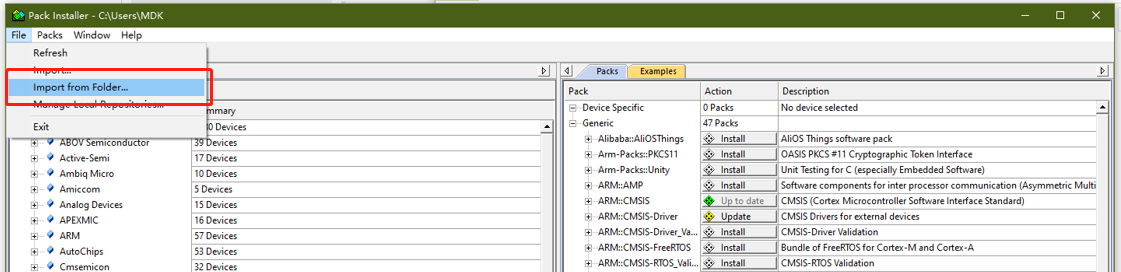 Pack Installer - C:\Users\MDK
File Packs Window Help
Refresh
Import...
Import from Folder...
Manage Local Repositories...
Exit
Summary
80 Devices
ABOV Semiconductor 39 Devices
Active-Semi 17 Devices
Ambiq Micro 10 Devices
Amiccom 5 Devices
Analog Devices 15 Devices
APEXMIC 16 Devices
ARM 57 Devices
AutoChips 53 Devices
Cmsemicon 32 Devices
Packs Examples
Pack Action Description
Device Specific 0 Packs No device selected
Generic 47 Packs
Alibaba::AliOSThings Install AliOS Things software pack
Arm-Packs::PKCS11 Install OASIS PKCS #11 Cryptographic Token Interface
Arm-Packs::Unity Install Unit Testing for C (especially Embedded Software)
ARM::AMP Install Software components for inter processor communication (Asymmetric Multi
ARM::CMSIS Up to date CMSIS (Cortex Microcontroller Software Interface Standard)
ARM::CMSIS-Driver Update CMSIS Drivers for external devices
ARM::CMSIS-Driver_Va... Install CMSIS-Driver Validation
ARM::CMSIS-FreeRTOS Install Bundle of FreeRTOS for Cortex-M and Cortex-A
ARM::CMSIS-RTOS_Vali... Install CMSIS-RTOS Validation